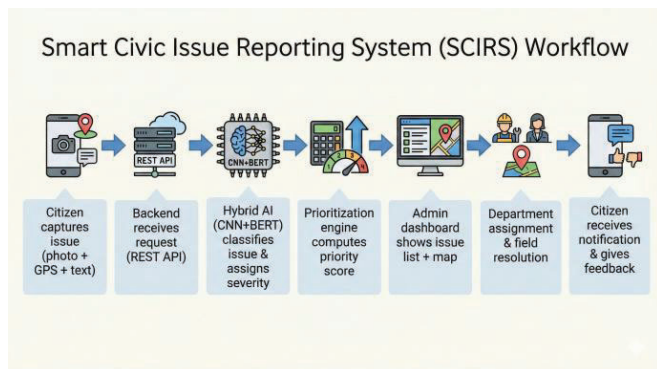 Smart Civic Issue Reporting System (SCIRS) Workflow
REST API
CNN+BERT
Citizen
captures
issue
(photo +
GPS + text)
Backend
receives
request
(REST API)
Hybrid AI
(CNN+BERT)
classifies
issue &
assigns
severity
Prioritization
engine
computes
priority
score
Admin
dashboard
shows issue
list + map
Department
assignment
& field
resolution
Citizen
receives
notification
& gives
feedback